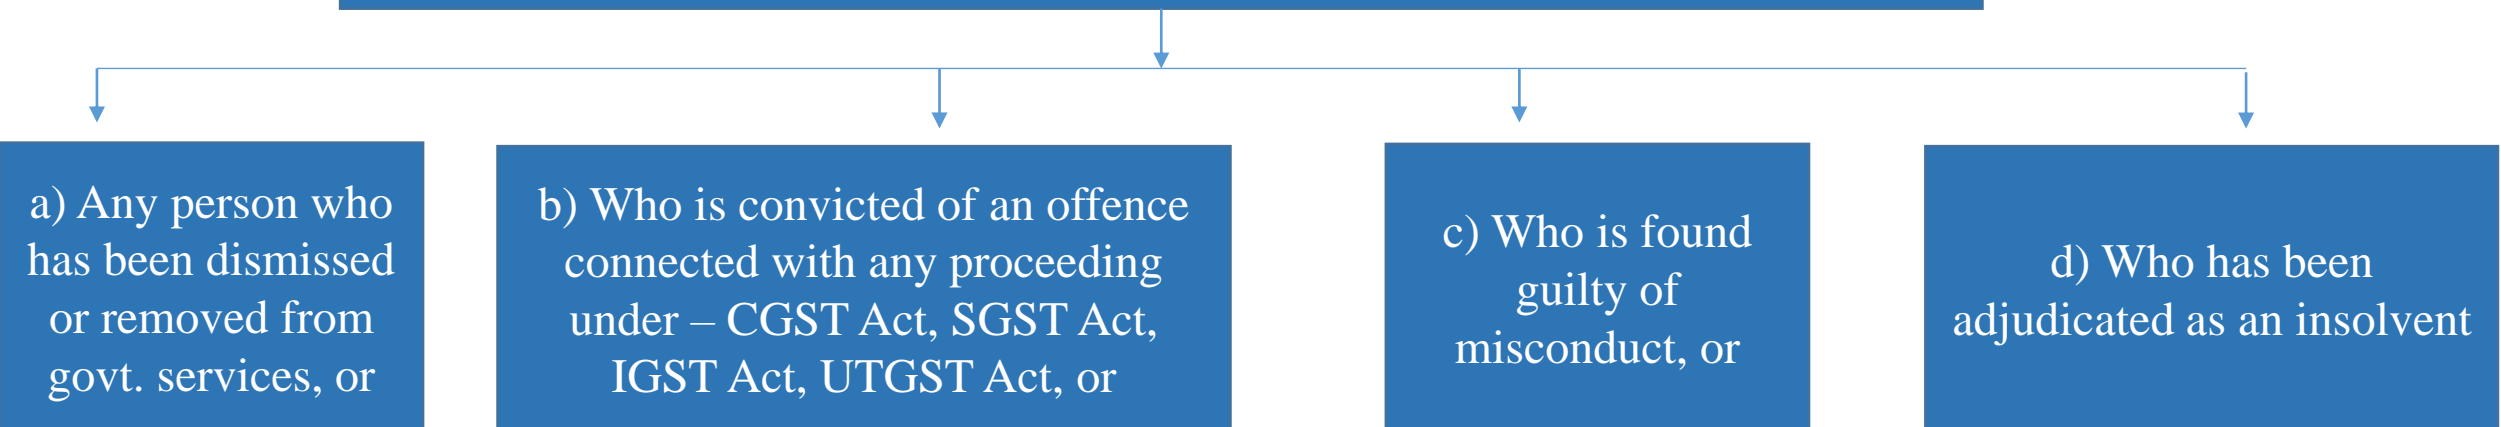 a) Any person who
has been dismissed
or removed from
govt. services, or
b) Who is convicted of an offence
connected with any proceeding
under – CGST Act, SGST Act,
IGST Act, UTGST Act, or
c) Who is found
guilty of
misconduct, or
d) Who has been
adjudicated as an insolvent